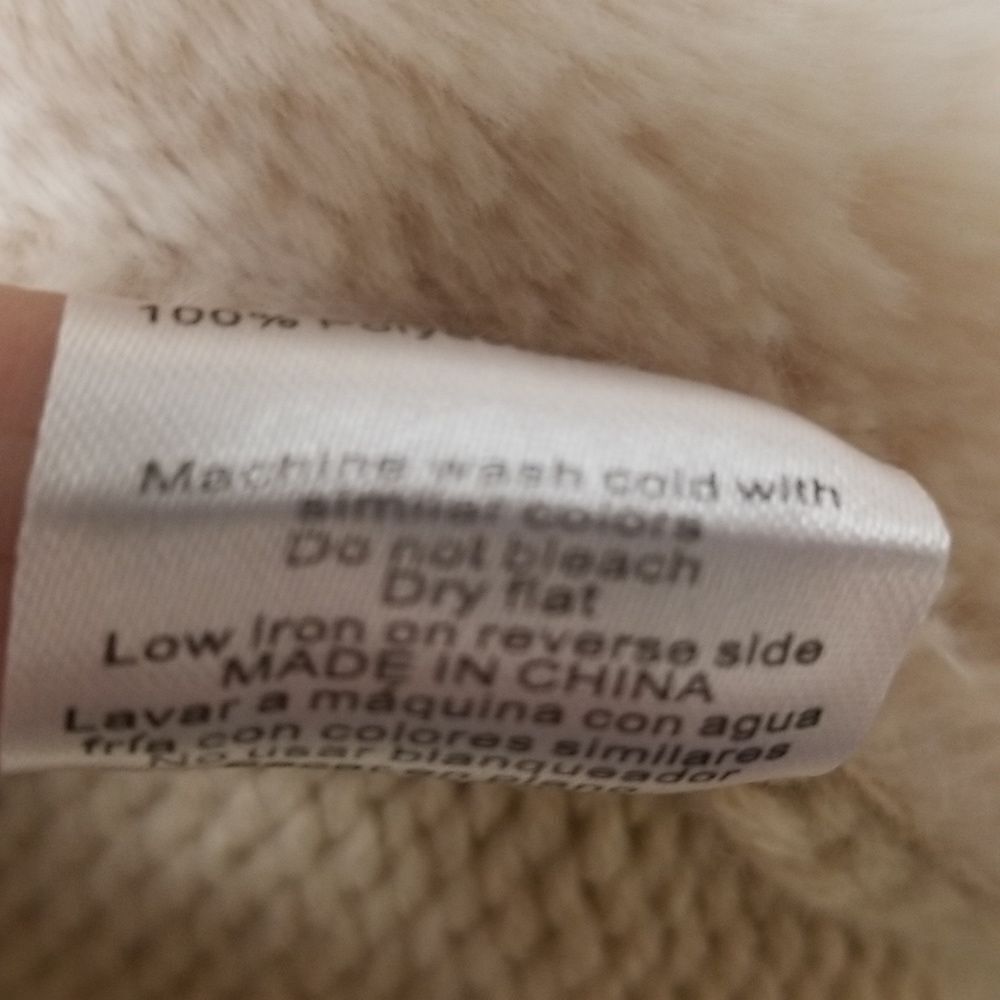 100%
Machine wash cold with
similar colors
Do not bleach
Dry flat
Low iron on reverse side
MADE IN CHINA
Lavar a máquina con agua
fría con colores similares
No usar blanqueador